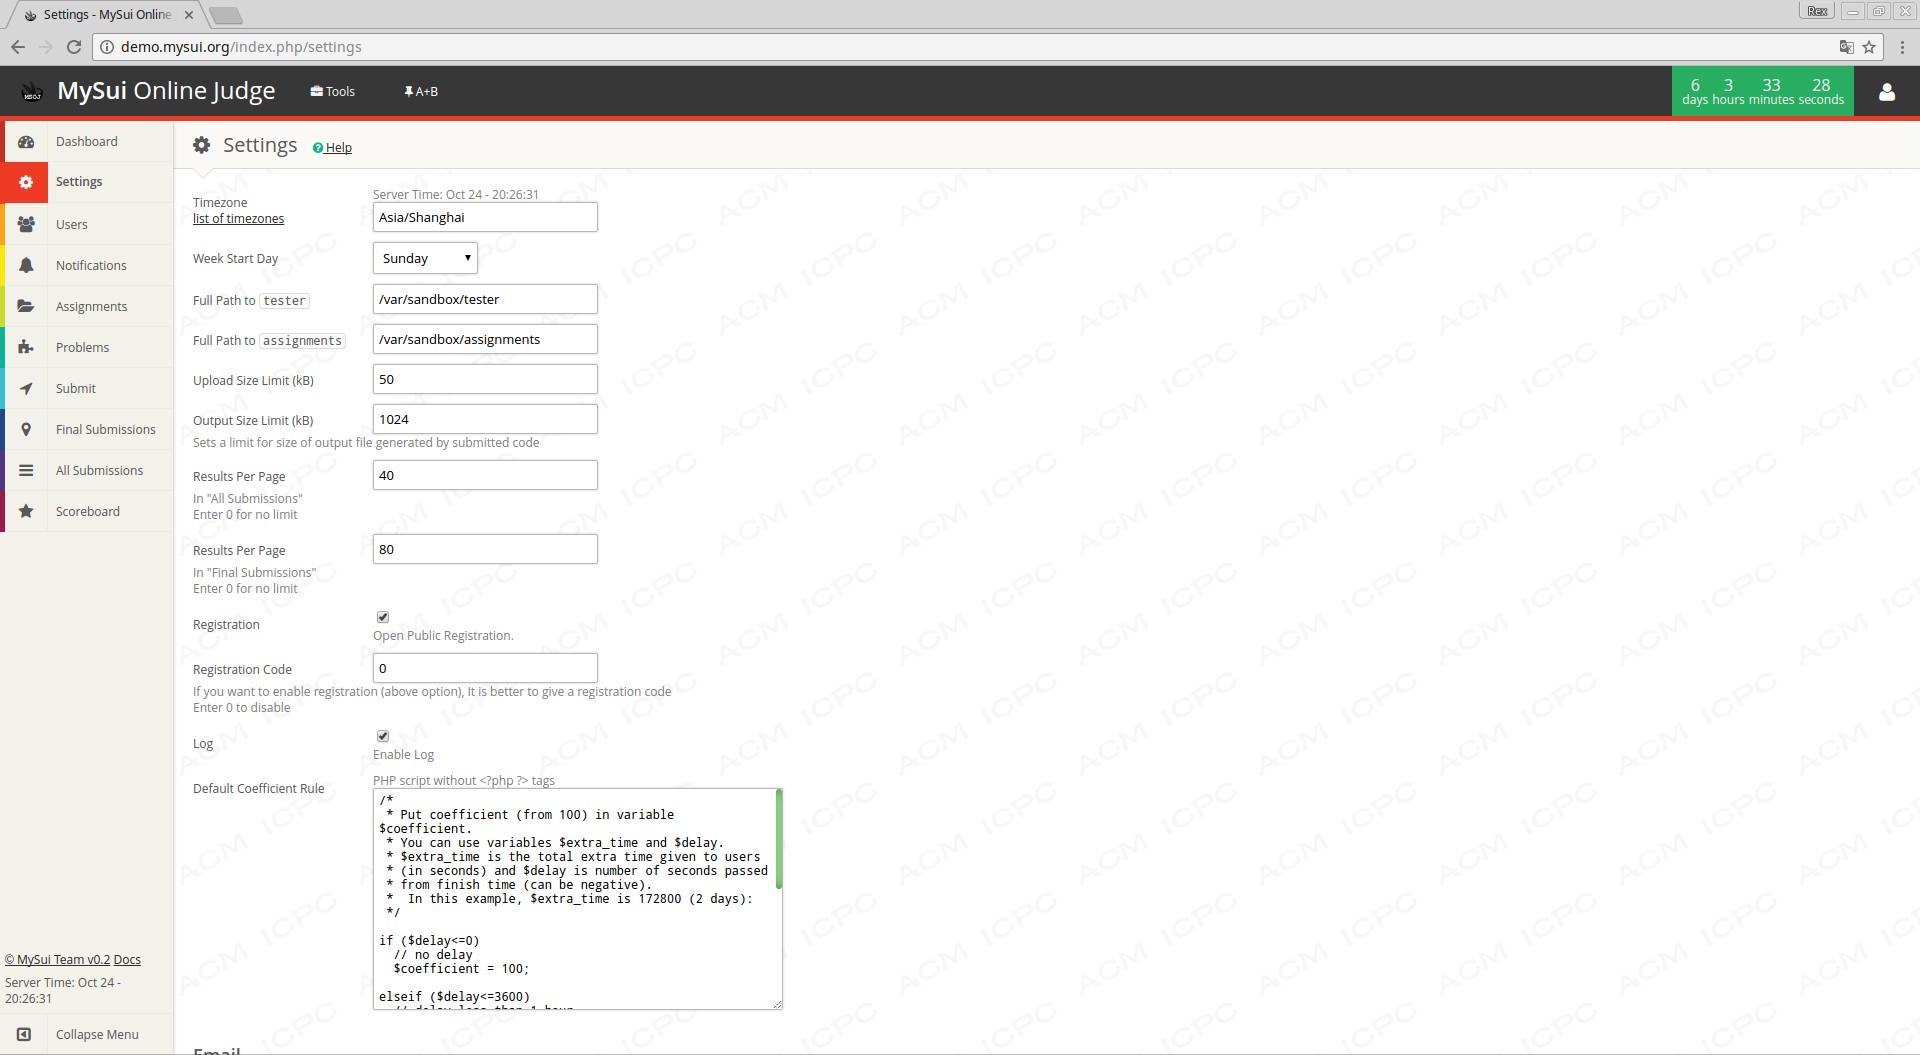 Settings - MySui Online
Rex
demo.mysui.org/index.php/settings
MySui Online Judge
Tools
A+B
6 3 33 28
days hours minutes seconds
Dashboard
Settings
Users
Notifications
Assignments
Problems
Submit
Final Submissions
All Submissions
Scoreboard
© MySui Team v0.2 Docs
Server Time: Oct 24 -
20:26:31
Collapse Menu
Settings
Help
Server Time: Oct 24 - 20:26:31
Timezone
list of timezones
Asia/Shanghai
Week Start Day
Sunday
Full Path to tester
/var/sandbox/tester
Full Path to assignments
/var/sandbox/assignments
Upload Size Limit (kB)
50
Output Size Limit (kB)
1024
Sets a limit for size of output file generated by submitted code
Results Per Page
40
In "All Submissions"
Enter 0 for no limit
Results Per Page
80
In "Final Submissions"
Enter 0 for no limit
Registration
Open Public Registration.
Registration Code
0
If you want to enable registration (above option), It is better to give a registration code
Enter 0 to disable
Log
Enable Log
Default Coefficient Rule
PHP script without <?php ?> tags
/*
* Put coefficient (from 100) in variable
$coefficient.
* You can use variables $extra_time and $delay.
* $extra_time is the total extra time given to users
* (in seconds) and $delay is number of seconds passed
* from finish time (can be negative).
* In this example, $extra_time is 172800 (2 days):
*/
if ($delay<=0)
// no delay
$coefficient = 100;
elseif ($delay<=3600)
// delay less than 1 hour
Email
ACM ICPC